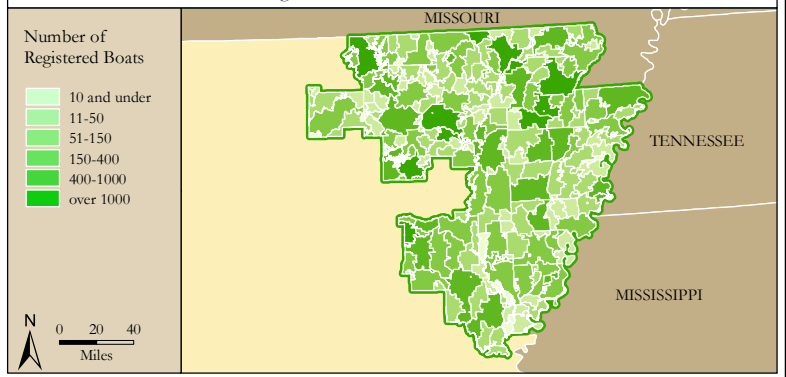 MISSOURI
Number of
Registered Boats
10 and under
11-50
51-150
150-400
400-1000
over 1000
TENNESSEE
MISSISSIPPI
N
0 20 40
Miles